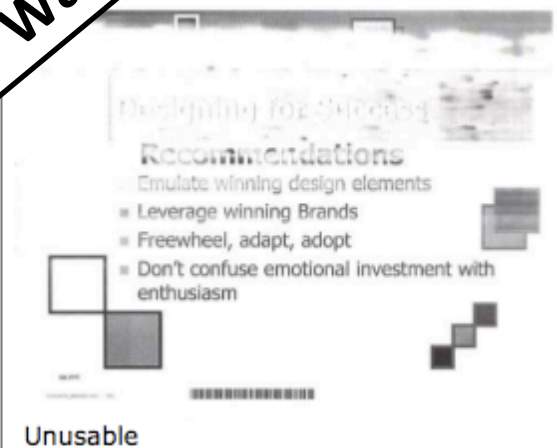 Wa
Designing for Success
Recommendations
Emulate winning design elements
Leverage winning Brands
Freewheel, adapt, adopt
Don't confuse emotional investment with
enthusiasm
Unusable